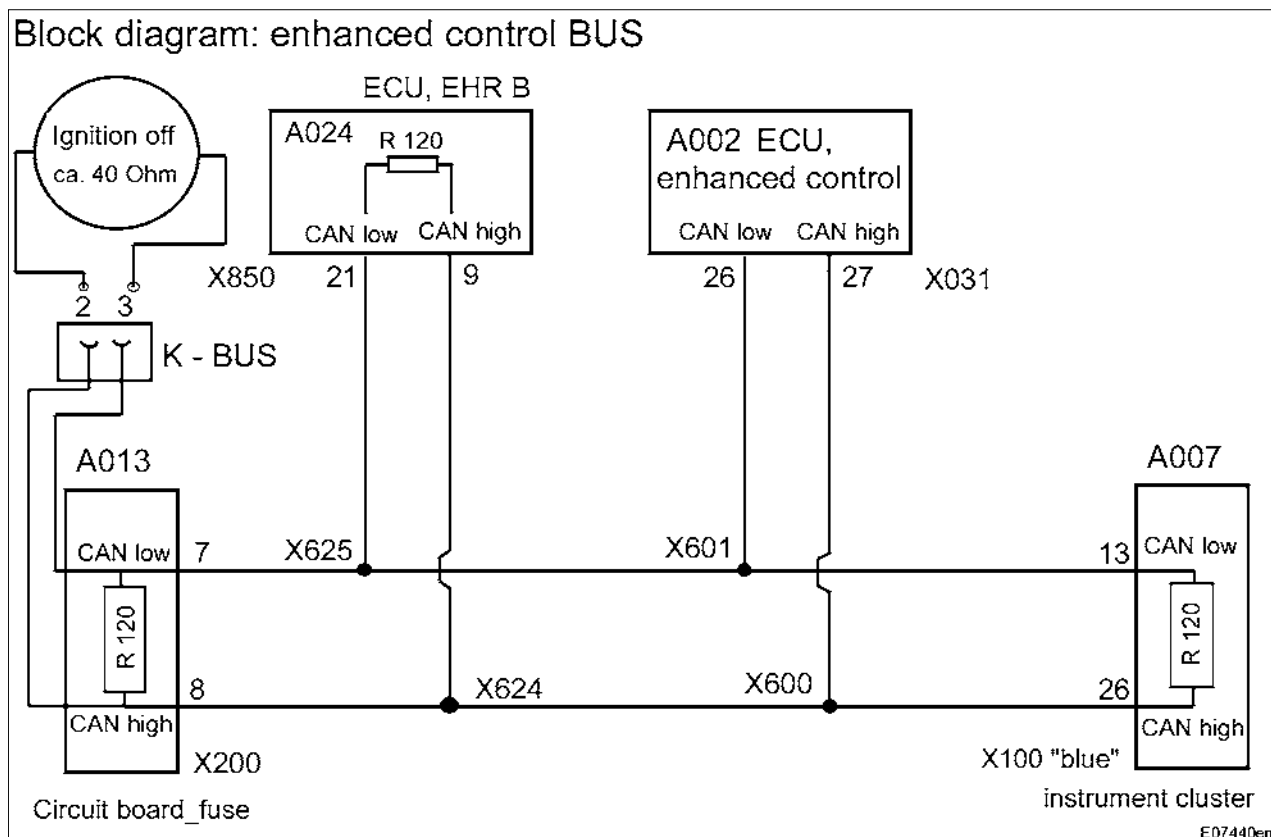 Block diagram: enhanced control BUS
Ignition off
ca. 40 Ohm
2 3
K - BUS
ECU, EHR B
A024
R 120
CAN low CAN high
X850 21 9
A002 ECU,
enhanced control
CAN low CAN high
26 27 X031
A013
CAN low 7
R 120
8
CAN high
X200
Circuit board_fuse
X625
X601
X624
X600
A007
13 CAN low
R 120
26
CAN high
X100 "blue"
instrument cluster
E07440en